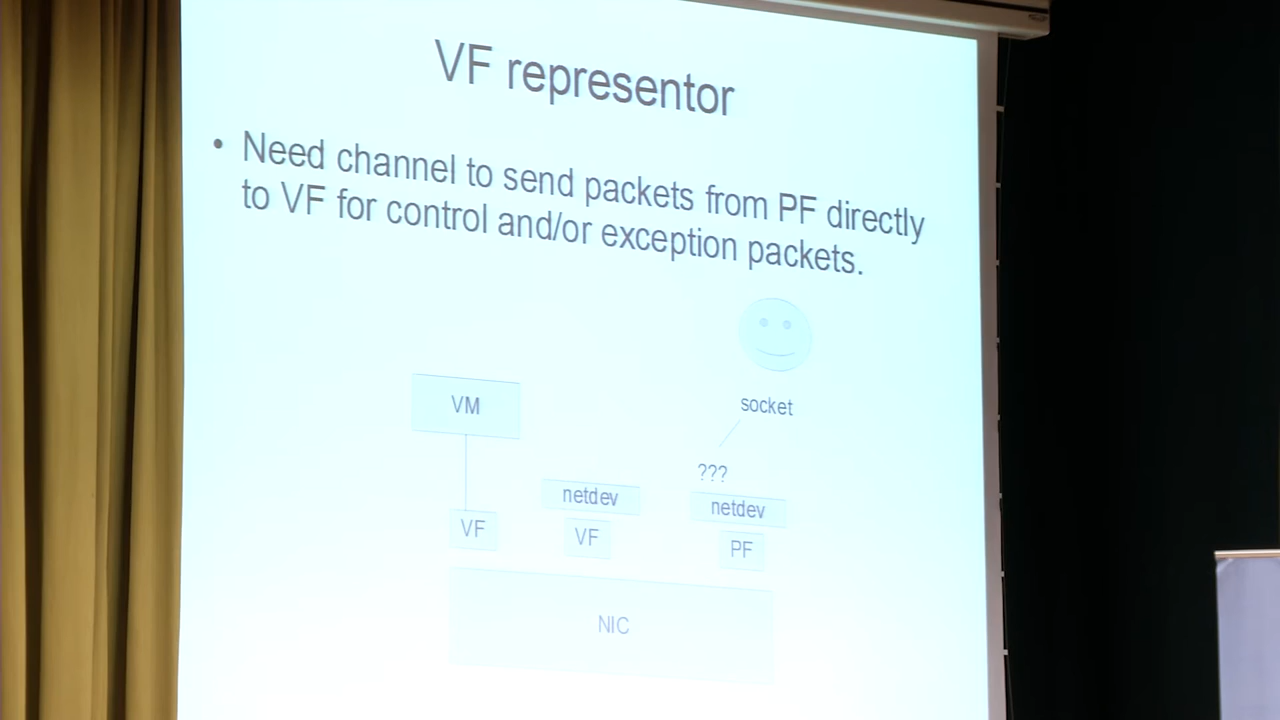 VF representor
• Need channel to send packets from PF directly
to VF for control and/or exception packets.
VM
socket
???
netdev
netdev
VF
VF
PF
NIC